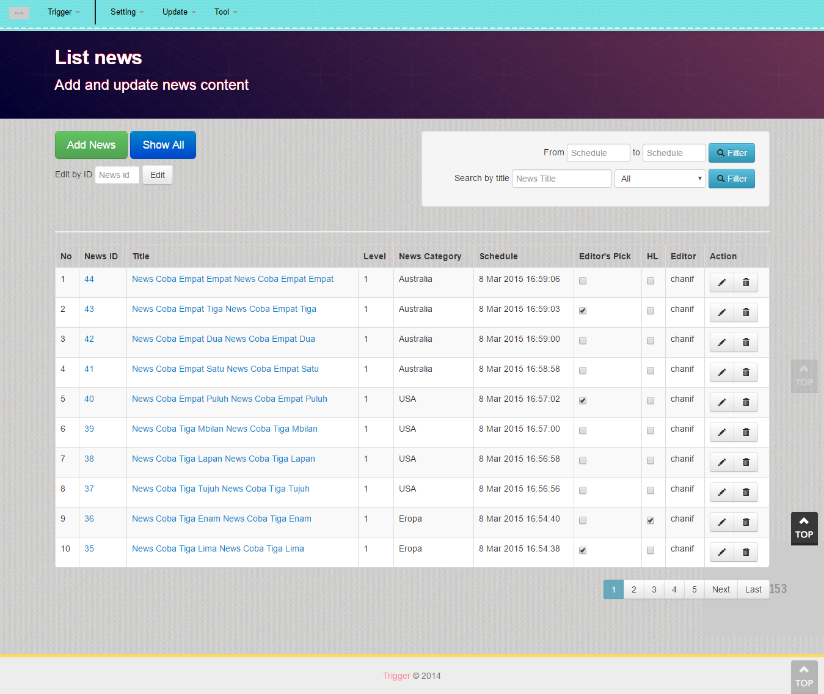 Trigger Setting Update Tool
List news
Add and update news content
Add News Show All
From Schedule to Schedule Filter
Edit by ID News id Edit
Search by title News Title All Filter
No News ID Title Level News Category Schedule Editor's Pick HL Editor Action
1 44 News Coba Empat Empat News Coba Empat Empat 1 Australia 8 Mar 2015 16:59:06 chanif
2 43 News Coba Empat Tiga News Coba Empat Tiga 1 Australia 8 Mar 2015 16:59:03 chanif
3 42 News Coba Empat Dua News Coba Empat Dua 1 Australia 8 Mar 2015 16:59:00 chanif
4 41 News Coba Empat Satu News Coba Empat Satu 1 Australia 8 Mar 2015 16:58:58 chanif
5 40 News Coba Empat Puluh News Coba Empat Puluh 1 USA 8 Mar 2015 16:57:02 chanif
6 39 News Coba Tiga Mbilan News Coba Tiga Mbilan 1 USA 8 Mar 2015 16:57:00 chanif
7 38 News Coba Tiga Lapan News Coba Tiga Lapan 1 USA 8 Mar 2015 16:56:58 chanif
8 37 News Coba Tiga Tujuh News Coba Tiga Tujuh 1 USA 8 Mar 2015 16:56:56 chanif
9 36 News Coba Tiga Enam News Coba Tiga Enam 1 Eropa 8 Mar 2015 16:54:40 chanif
10 35 News Coba Tiga Lima News Coba Tiga Lima 1 Eropa 8 Mar 2015 16:54:38 chanif
TOP
TOP
1 2 3 4 5 Next Last 153
Trigger © 2014
TOP